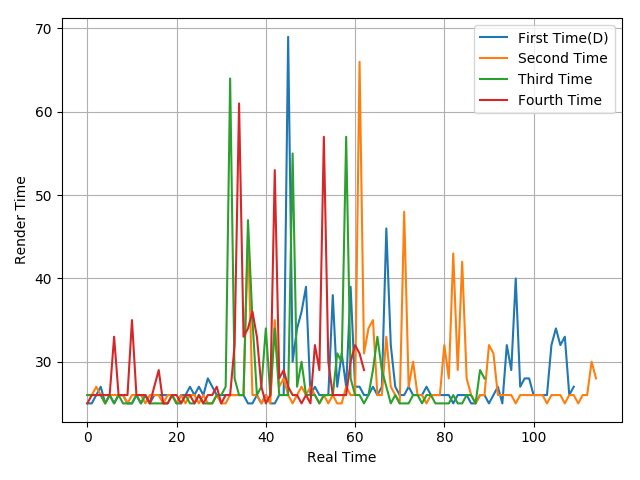 70
60
50
40
30
Render Time
0
20
40
60
80
100
Real Time
First Time(D)
Second Time
Third Time
Fourth Time